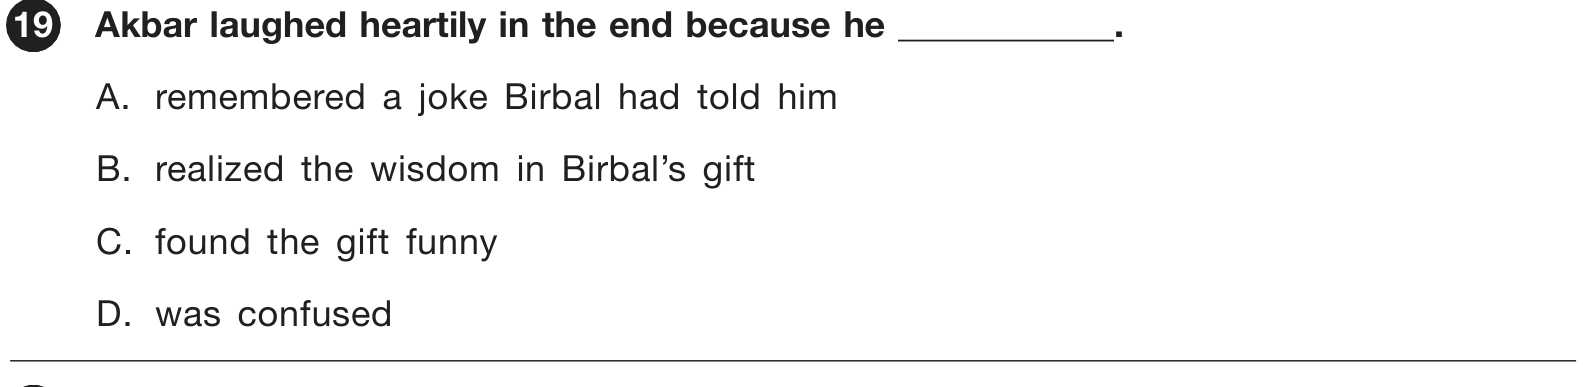 19 Akbar laughed heartily in the end because he ____________.
A. remembered a joke Birbal had told him
B. realized the wisdom in Birbal’s gift
C. found the gift funny
D. was confused